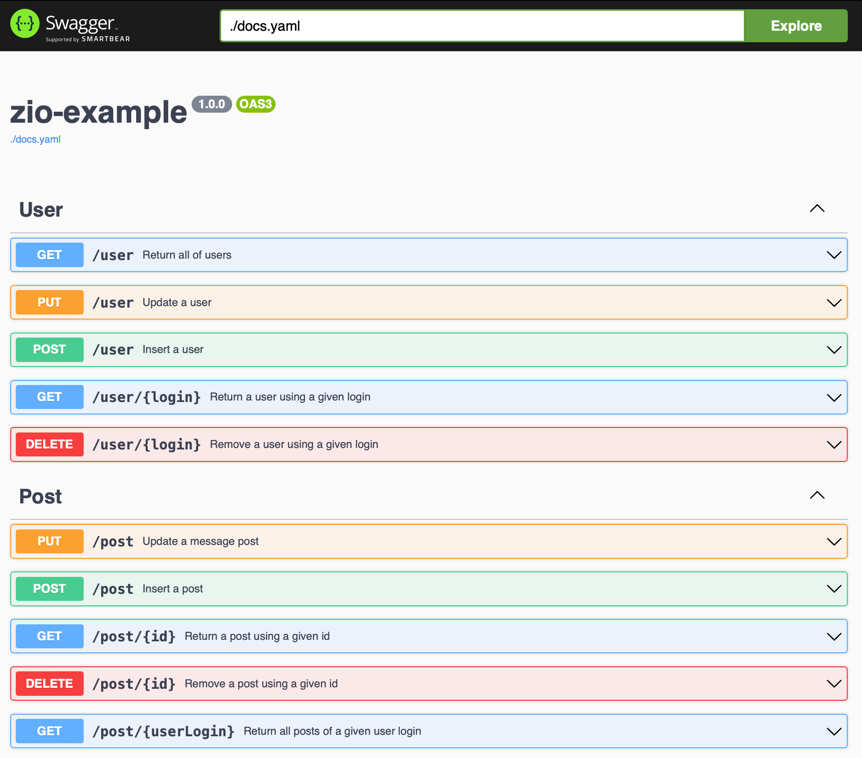 {···} Swagger.
Supported by SMARTBEAR
./docs.yaml
Explore
zio-example 1.0.0 OAS3
./docs.yaml
User
GET /user Return all of users
PUT /user Update a user
POST /user Insert a user
GET /user/{login} Return a user using a given login
DELETE /user/{login} Remove a user using a given login
Post
PUT /post Update a message post
POST /post Insert a post
GET /post/{id} Return a post using a given id
DELETE /post/{id} Remove a post using a given id
GET /post/{userLogin} Return all posts of a given user login